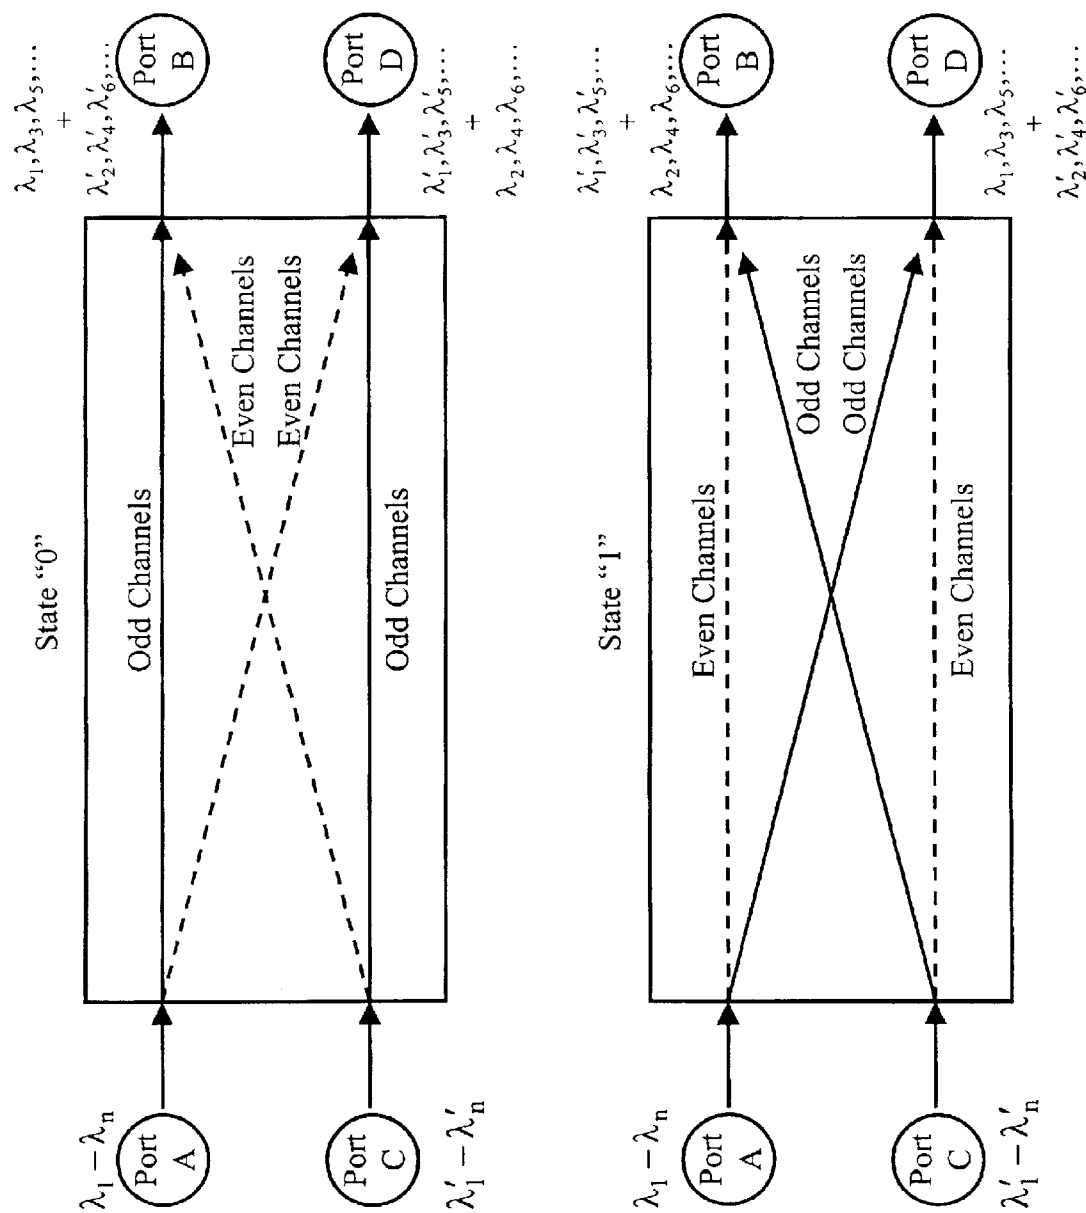 State “0”
λ₁ – λₙ
Port
A
Odd Channels
λ₁, λ₃, λ₅,...
+
λ′₂, λ′₄, λ′₆,...
Port
B
Even Channels
Even Channels
Port
C
λ′₁ – λ′ₙ
Odd Channels
Port
D
λ′₁, λ′₃, λ′₅,...
+
λ₂, λ₄, λ₆,...
State “1”
λ₁ – λₙ
Port
A
Even Channels
λ′₁, λ′₃, λ′₅,...
+
λ₂, λ₄, λ₆,...
Port
B
Odd Channels
Odd Channels
Port
C
λ′₁ – λ′ₙ
Even Channels
Port
D
λ₁, λ₃, λ₅,...
+
λ′₂, λ′₄, λ′₆,...